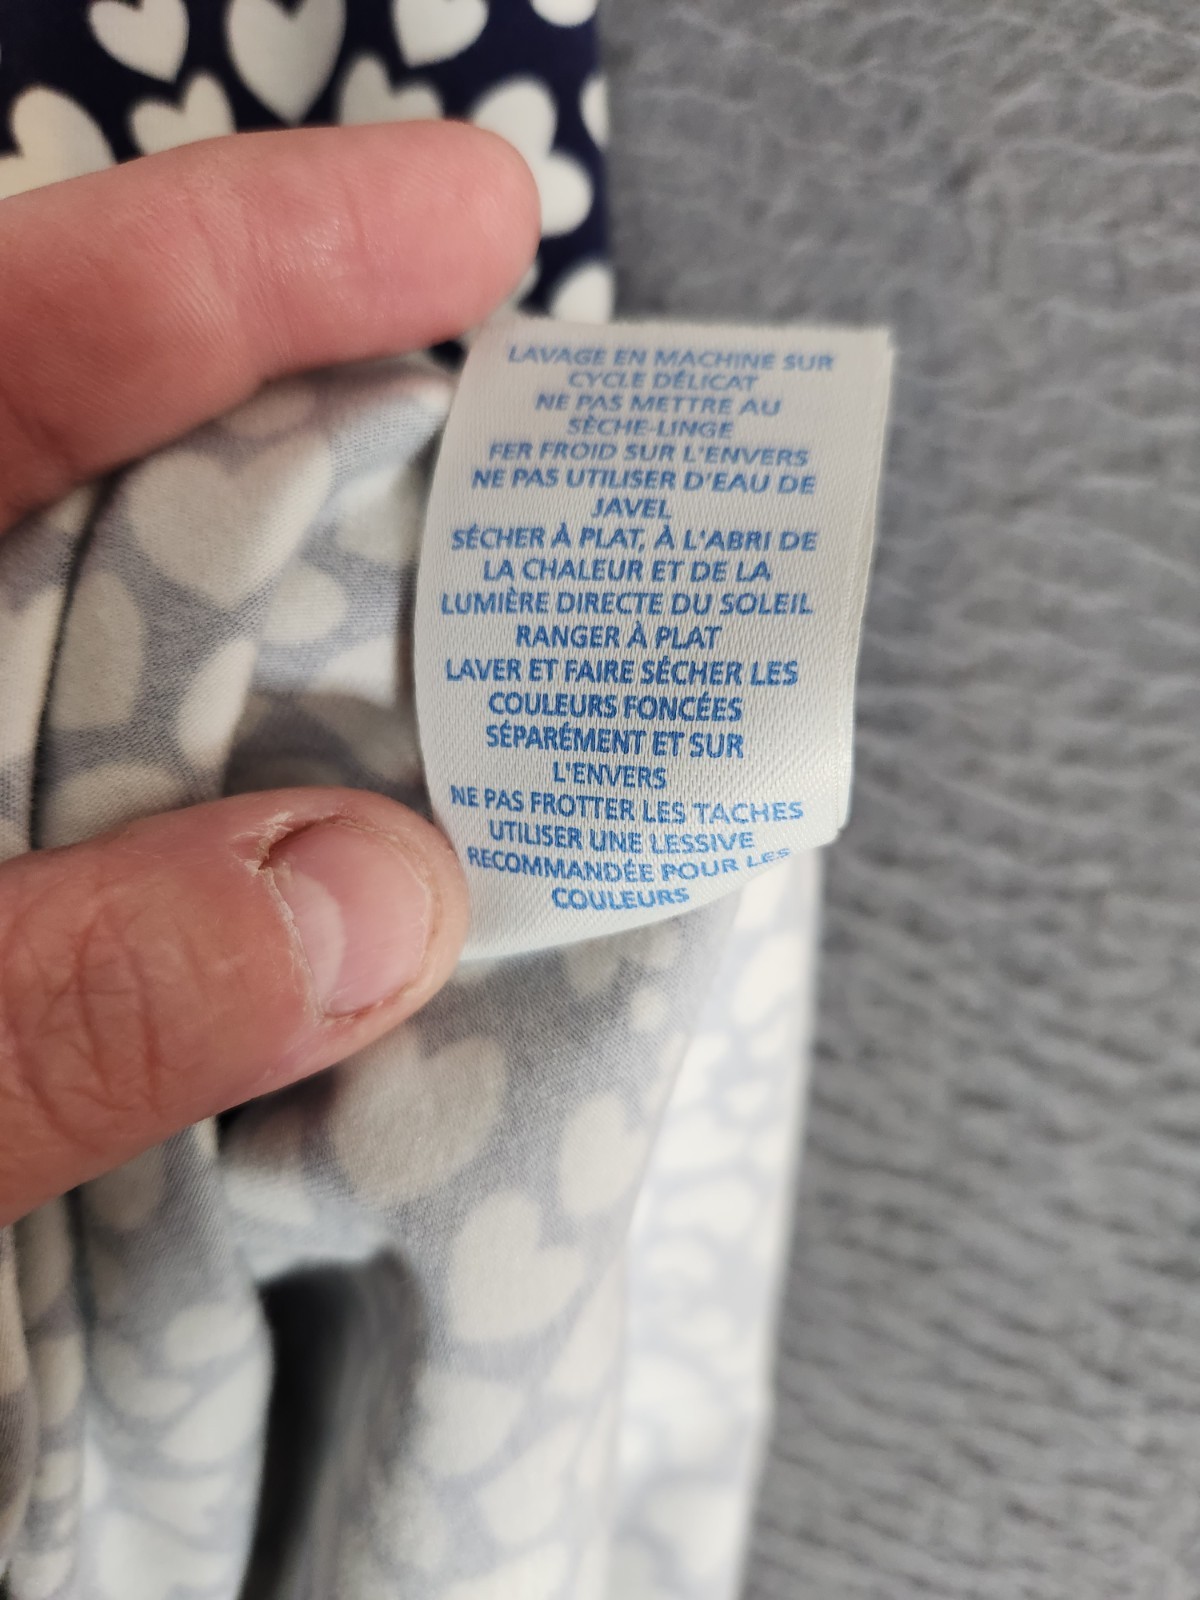 LAVAGE EN MACHINE SUR
CYCLE DÉLICAT
NE PAS METTRE AU
SÈCHE-LINGE
FER FROID SUR L'ENVERS
NE PAS UTILISER D'EAU DE
JAVEL
SÉCHER À PLAT, À L'ABRI DE
LA CHALEUR ET DE LA
LUMIÈRE DIRECTE DU SOLEIL
RANGER À PLAT
LAVER ET FAIRE SÉCHER LES
COULEURS FONCÉES
SÉPARÉMENT ET SUR
L'ENVERS
NE PAS FROTTER LES TACHES
UTILISER UNE LESSIVE
RECOMMANDÉE POUR LES
COULEURS